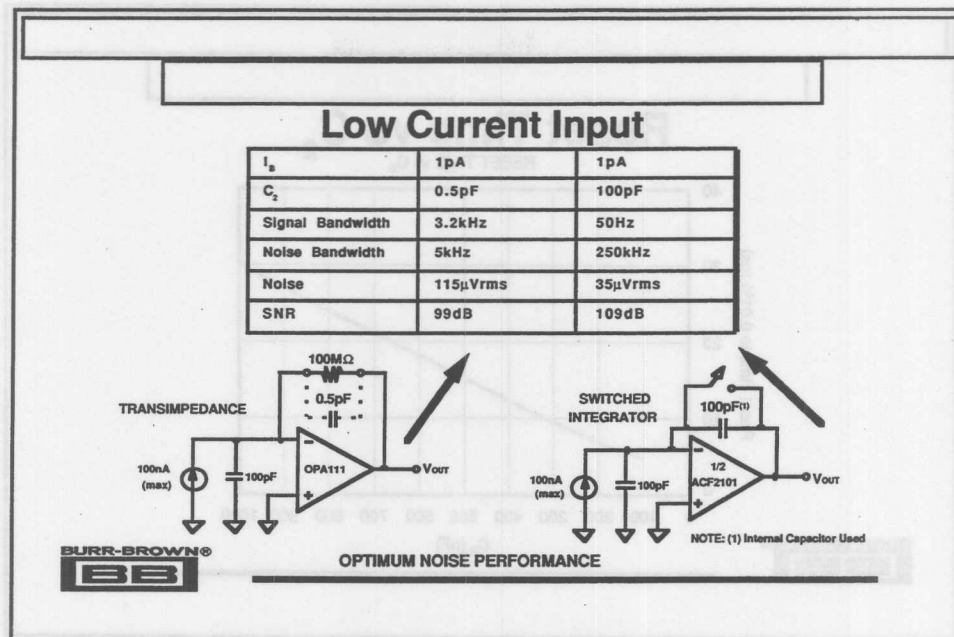 Low Current Input
I_B 1pA 1pA
C_2 0.5pF 100pF
Signal Bandwidth 3.2kHz 50Hz
Noise Bandwidth 5kHz 250kHz
Noise 115µVrms 35µVrms
SNR 99dB 109dB
100MΩ
0.5pF
TRANSIMPEDANCE
100nA
(max)
100pF
−
+
OPA111
VOUT
SWITCHED
INTEGRATOR
100pF(1)
100nA
(max)
100pF
−
+
1/2
ACF2101
VOUT
NOTE: (1) Internal Capacitor Used
BURR-BROWN®
BB
OPTIMUM NOISE PERFORMANCE